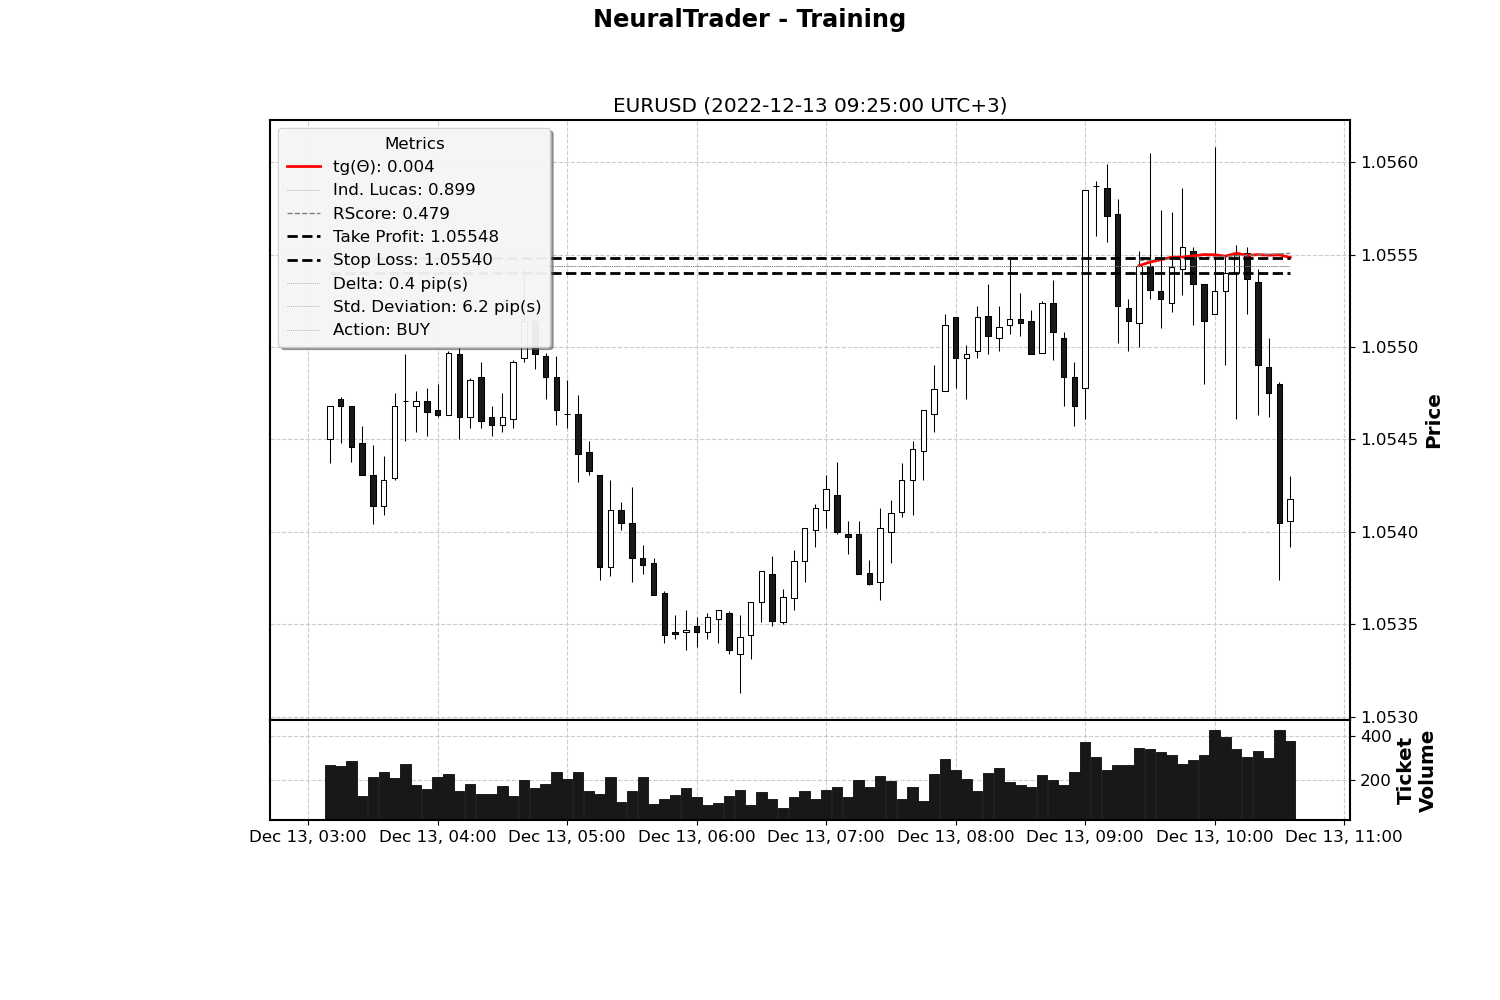 NeuralTrader - Training
EURUSD (2022-12-13 09:25:00 UTC+3)
Metrics
tg(Θ): 0.004
Ind. Lucas: 0.899
RScore: 0.479
Take Profit: 1.05548
Stop Loss: 1.05540
Delta: 0.4 pip(s)
Std. Deviation: 6.2 pip(s)
Action: BUY
1.0560
1.0555
1.0550
1.0545
1.0540
1.0535
1.0530
Price
400
200
Ticket
Volume
Dec 13, 03:00 Dec 13, 04:00 Dec 13, 05:00 Dec 13, 06:00 Dec 13, 07:00 Dec 13, 08:00 Dec 13, 09:00 Dec 13, 10:00 Dec 13, 11:00